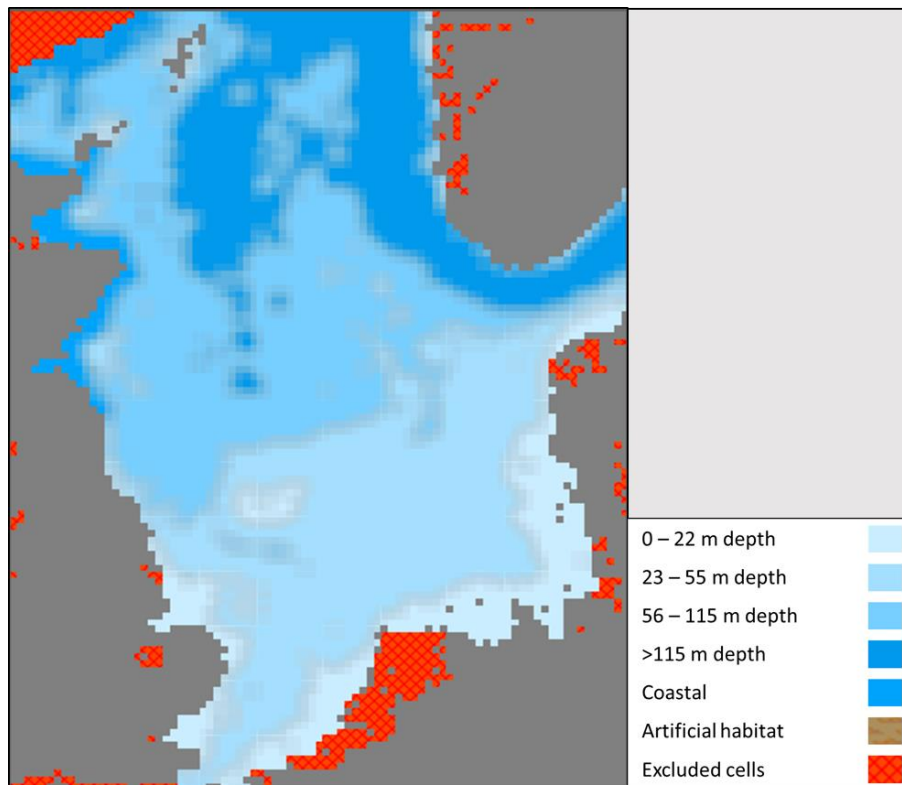 0 – 22 m depth
23 – 55 m depth
56 – 115 m depth
>115 m depth
Coastal
Artificial habitat
Excluded cells